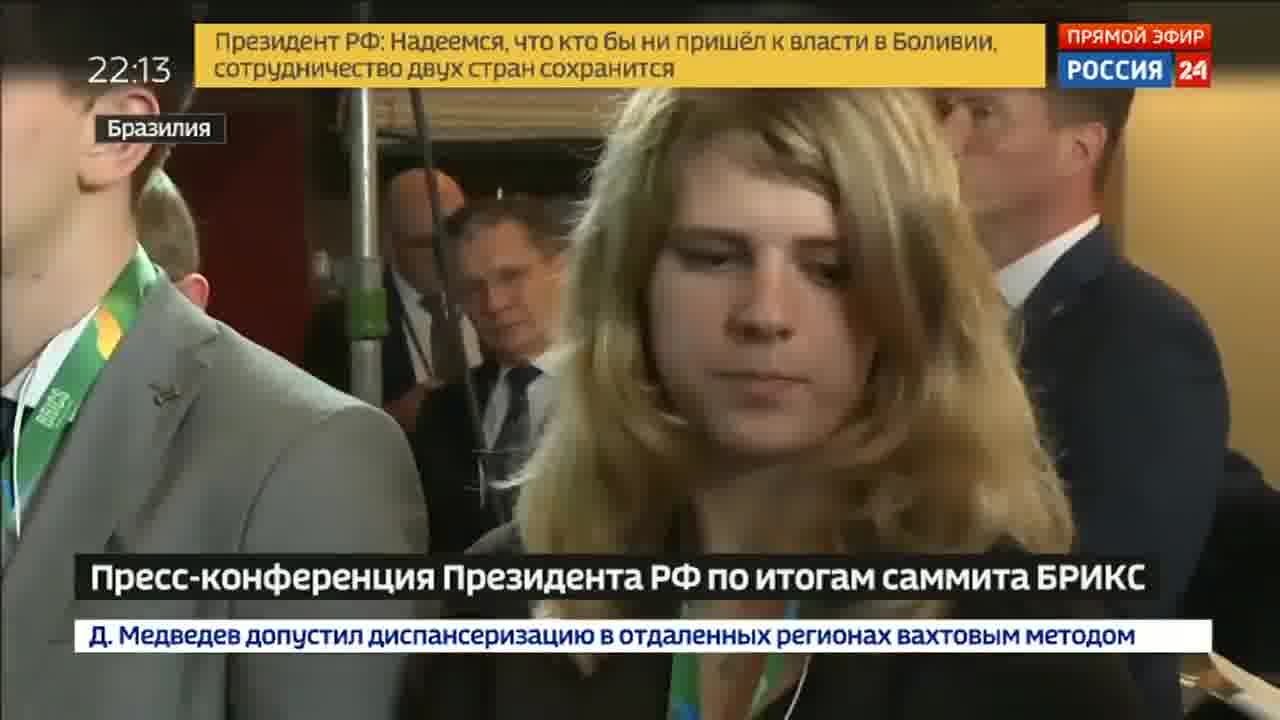 22:13
Президент РФ: Надеемся, что кто бы ни пришёл к власти в Боливии,
сотрудничество двух стран сохранится
ПРЯМОЙ ЭФИР
РОССИЯ 24
Бразилия
BRICS
Пресс-конференция Президента РФ по итогам саммита БРИКС
Д. Медведев допустил диспансеризацию в отдаленных регионах вахтовым методом